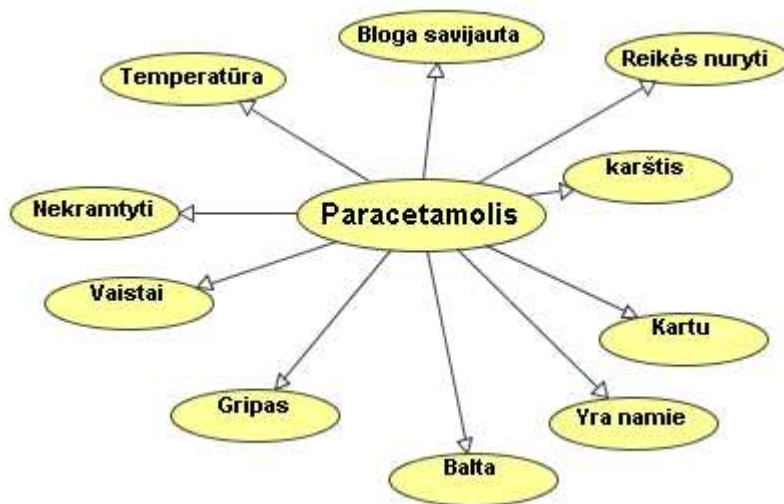 Bloga savijauta
Reikės nuryti
Temperatūra
karštis
Nekramtyti
Paracetamolis
Vaistai
Kartu
Gripas
Yra namie
Balta